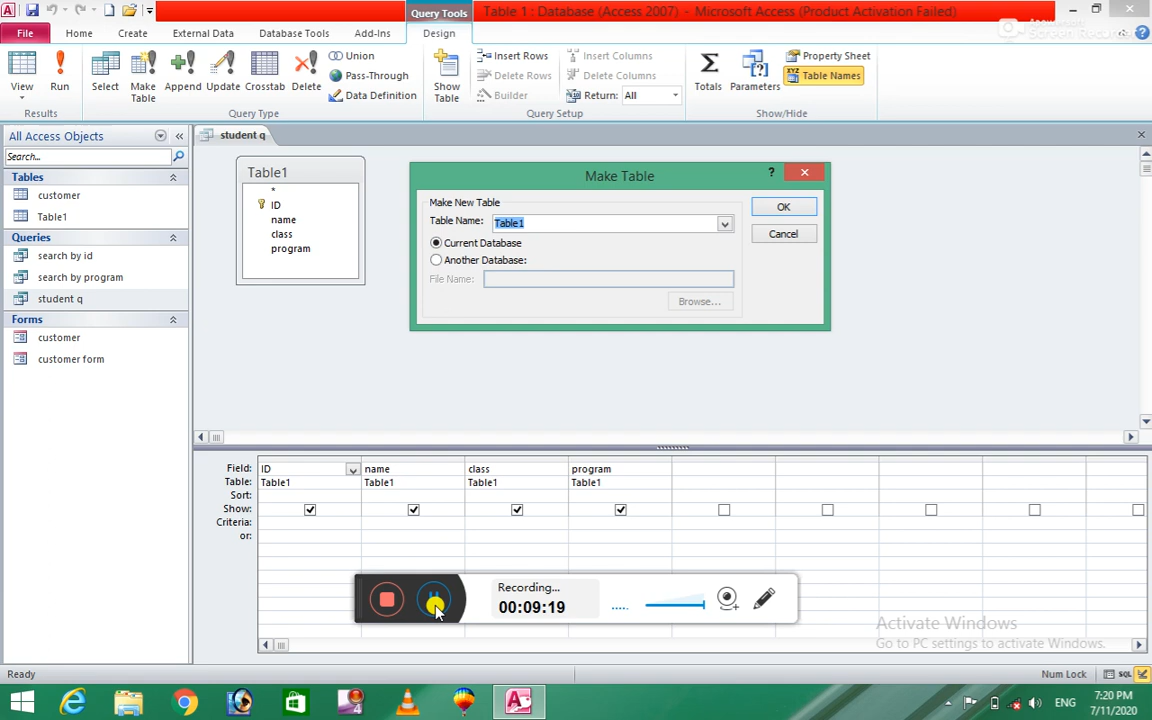 Query Tools
Table 1 : Database (Access 2007) - Microsoft Access (Product Activation Failed)
File Home Create External Data Database Tools Add-Ins Design
View Run Select Make Table Append Update Crosstab Delete
Union
Pass-Through
Data Definition
Show Table
Insert Rows
Delete Rows
Builder
Insert Columns
Delete Columns
Return: All
Totals Parameters
Property Sheet
Table Names
Results Query Type Query Setup Show/Hide
All Access Objects
Search...
Tables
customer
Table1
Queries
search by id
search by program
student q
Forms
customer
customer form
student q
Table1
*
ID
name
class
program
Make Table
Make New Table
Table Name: Table1
Current Database
Another Database:
File Name:
Browse...
OK
Cancel
Field: ID name class program
Table: Table1 Table1 Table1 Table1
Sort:
Show:
Criteria:
or:
Recording...
00:09:19
Activate Windows
Go to PC settings to activate Windows.
Ready Num Lock SQL
ENG 7:20 PM
7/11/2020